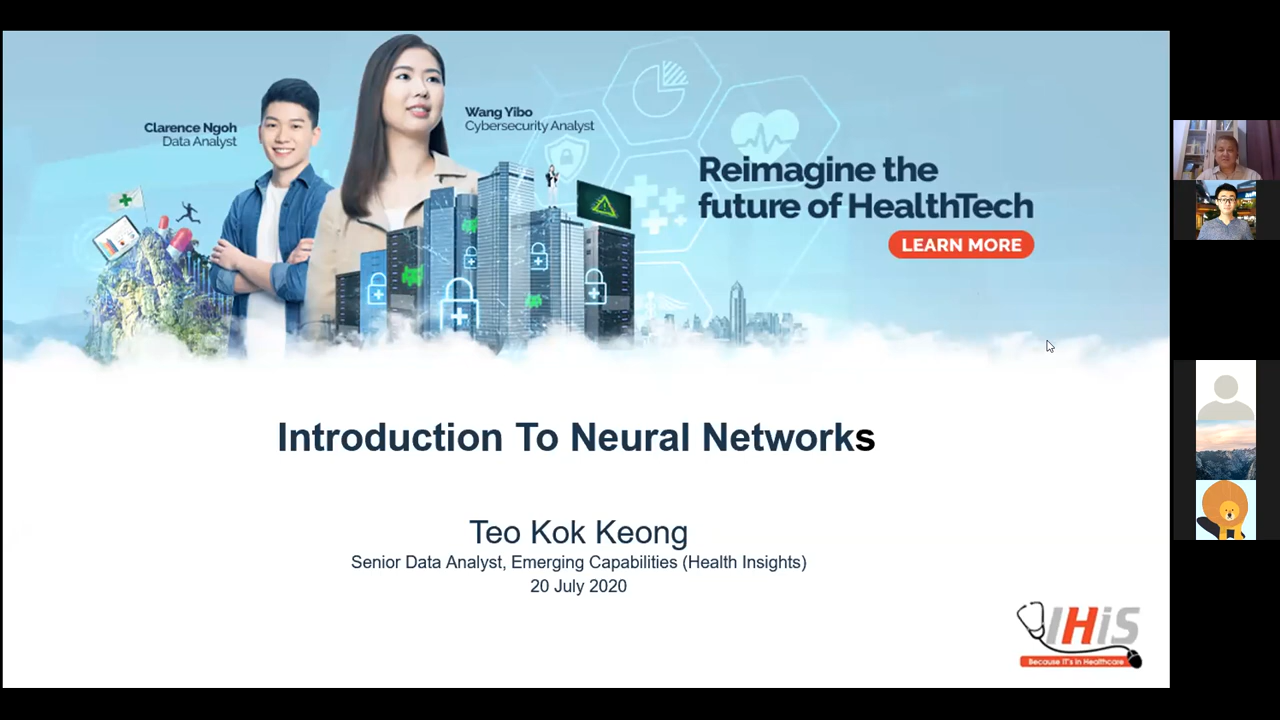 Clarence Ngoh
Data Analyst
Wang Yibo
Cybersecurity Analyst
Reimagine the
future of HealthTech
LEARN MORE
Introduction To Neural Networks
Teo Kok Keong
Senior Data Analyst, Emerging Capabilities (Health Insights)
20 July 2020
IHiS
Because IT's in Healthcare